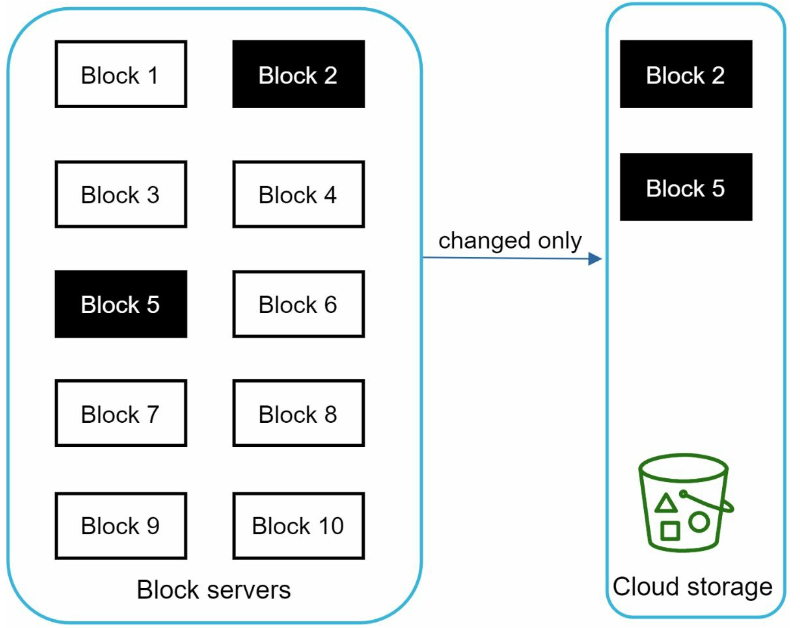 Block 1
Block 2
Block 3
Block 4
Block 5
Block 6
Block 7
Block 8
Block 9
Block 10
Block servers
changed only
Block 2
Block 5
Cloud storage